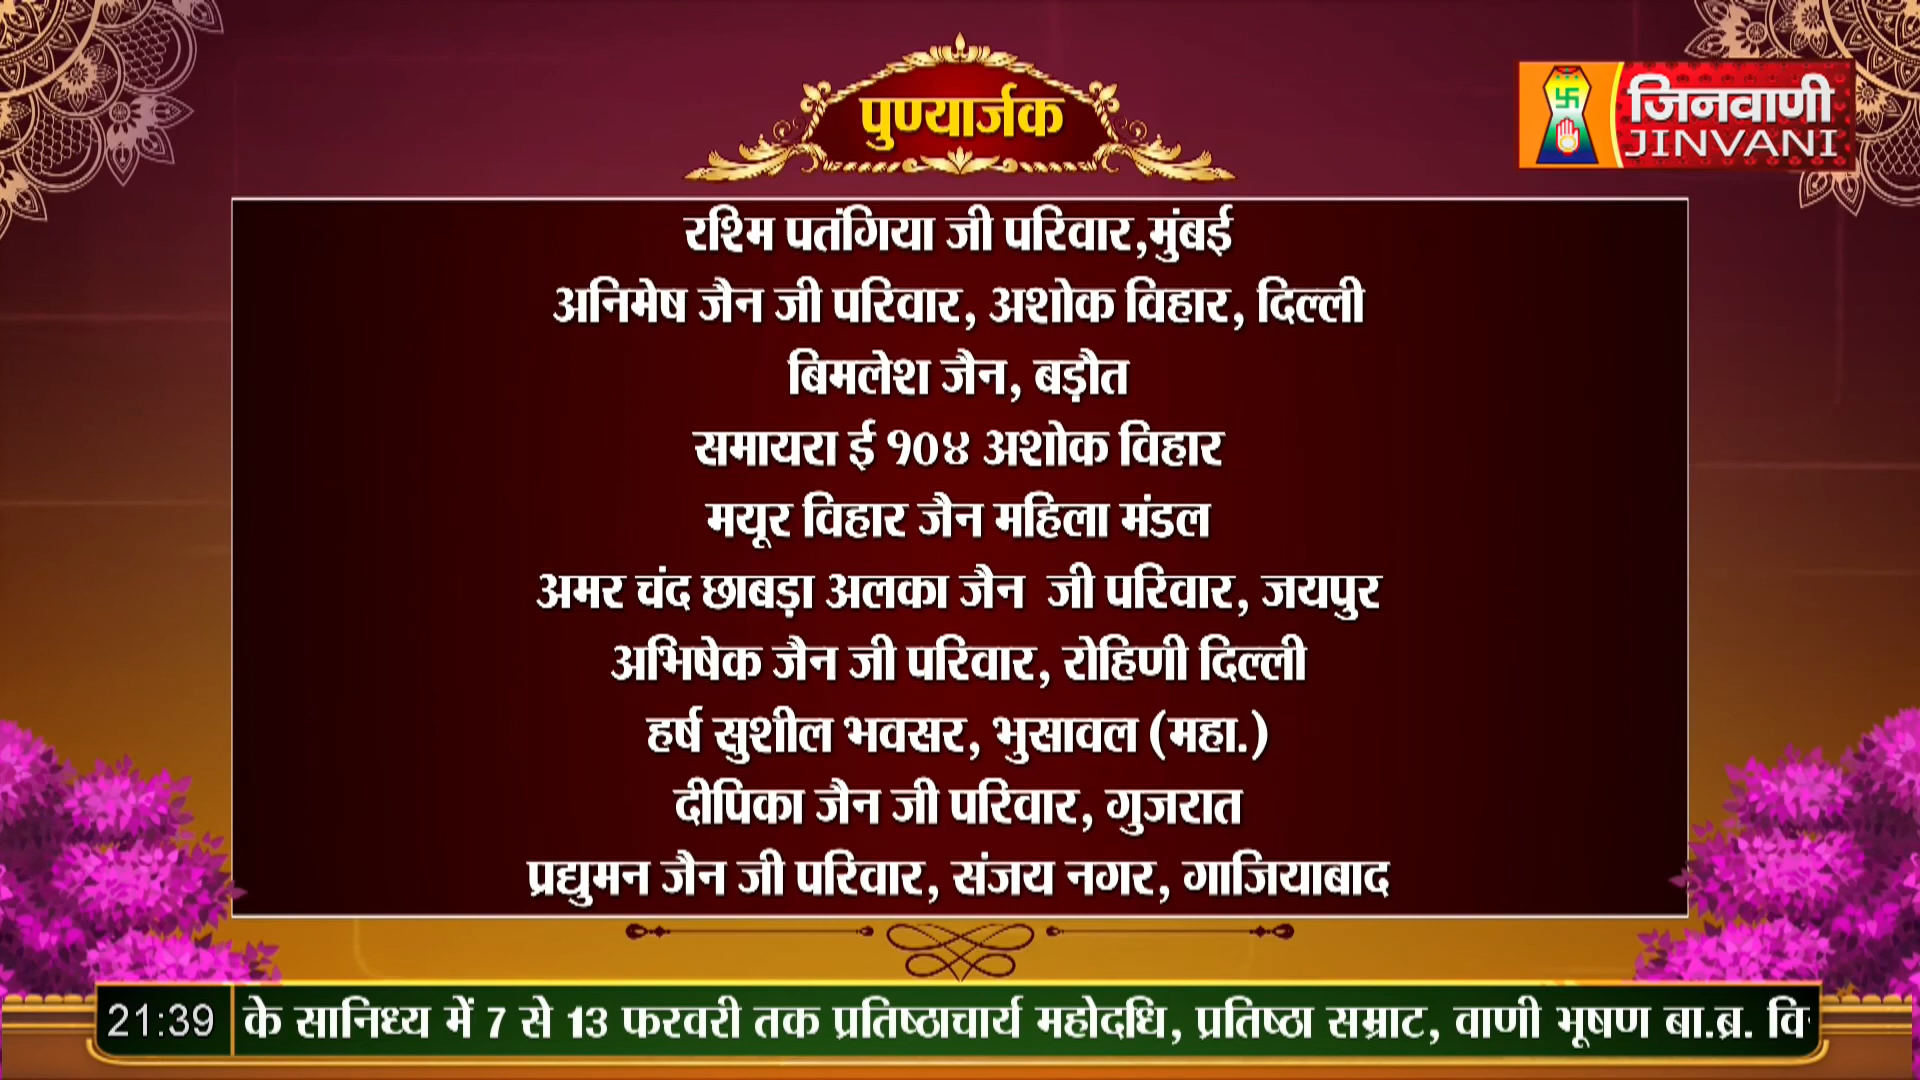 पुण्यार्जक
जिनवाणी
JINVANI
रश्मि पतंगिया जी परिवार,मुंबई
अनिमेष जैन जी परिवार, अशोक विहार, दिल्ली
बिमलेश जैन, बड़ौत
समायरा ई १०४ अशोक विहार
मयूर विहार जैन महिला मंडल
अमर चंद छाबड़ा अलका जैन  जी परिवार, जयपुर
अभिषेक जैन जी परिवार, रोहिणी दिल्ली
हर्ष सुशील भवसर, भुसावल (महा.)
दीपिका जैन जी परिवार, गुजरात
प्रद्युमन जैन जी परिवार, संजय नगर, गाजियाबाद
21:39 के सानिध्य में 7 से 13 फरवरी तक प्रतिष्ठाचार्य महोदधि, प्रतिष्ठा सम्राट, वाणी भूषण बा.ब्र.